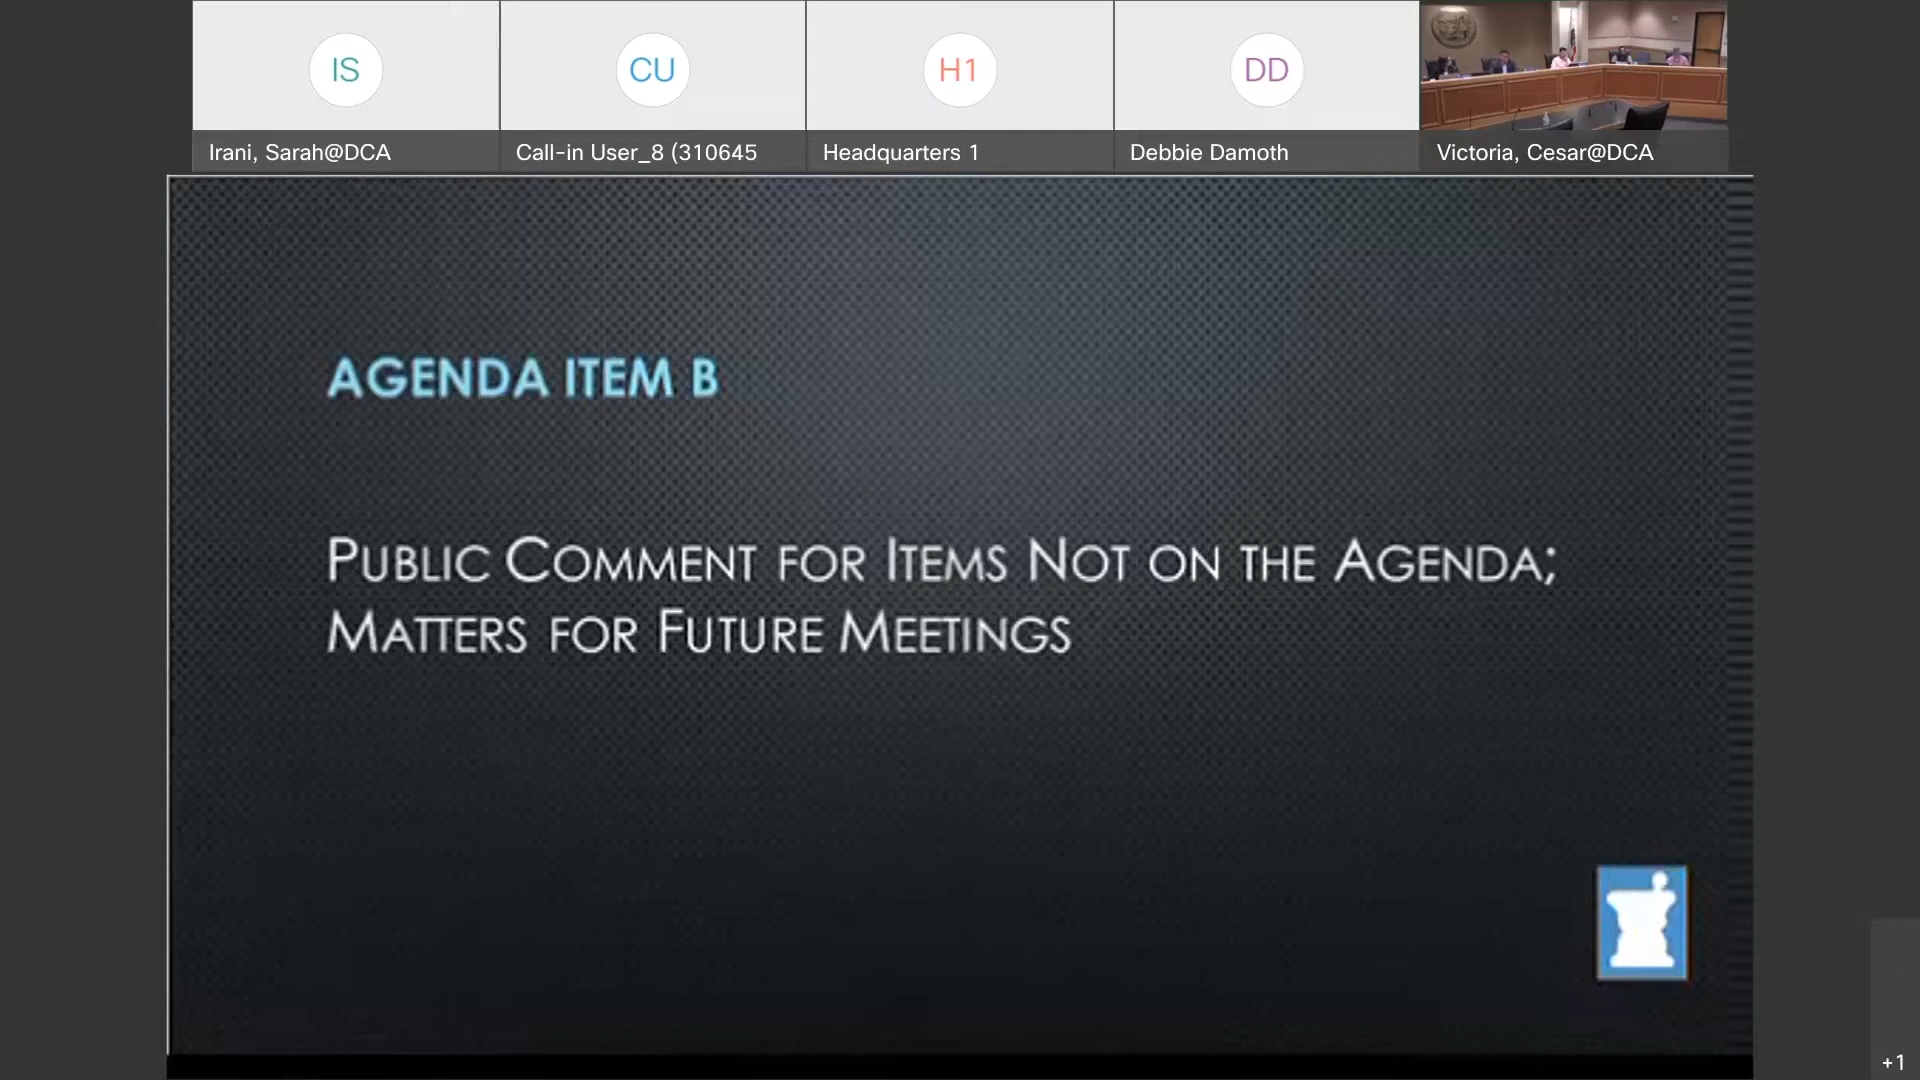 IS
CU
H1
DD
Irani, Sarah@DCA
Call-in User_8 (310645
Headquarters 1
Debbie Damoth
Victoria, Cesar@DCA
AGENDA ITEM B
PUBLIC COMMENT FOR ITEMS NOT ON THE AGENDA;
MATTERS FOR FUTURE MEETINGS
+1